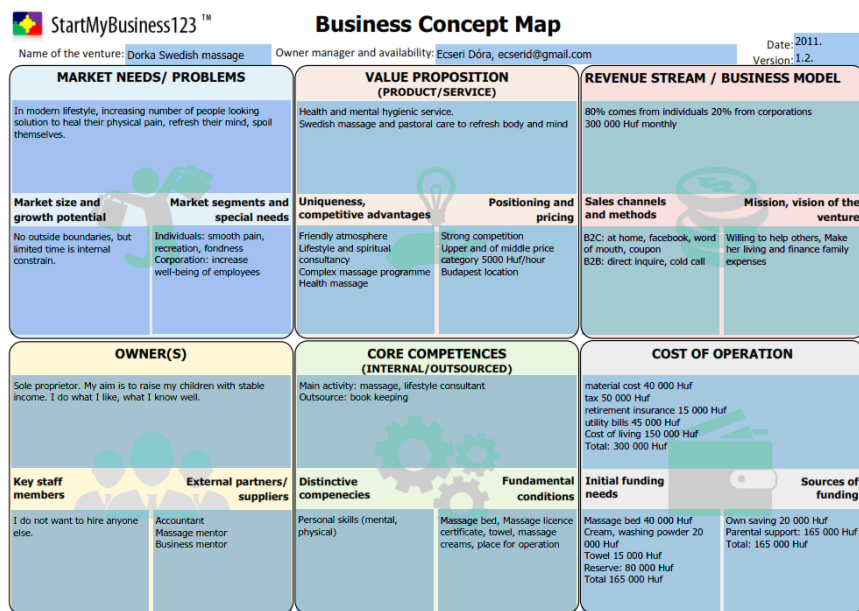 StartMyBusiness123 ™
Business Concept Map
Name of the venture: Dorka Swedish massage
Owner manager and availability: Ecseri Dóra, ecserid@gmail.com
Date: 2011.
Version: 1.2.
MARKET NEEDS/ PROBLEMS
In modern lifestyle, increasing number of people looking
solution to heal their physical pain, refresh their mind, spoil
themselves.
Market size and
growth potential
Market segments and
special needs
No outside boundaries, but
limited time is internal
constrain.
Individuals: smooth pain,
recreation, fondness
Corporation: increase
well-being of employees
VALUE PROPOSITION
(PRODUCT/SERVICE)
Health and mental hygienic service.
Swedish massage and pastoral care to refresh body and mind
Uniqueness,
competitive advantages
Positioning and
pricing
Friendly atmosphere
Lifestyle and spiritual
consultancy
Complex massage programme
Health massage
Strong competition
Upper and of middle price
category 5000 Huf/hour
Budapest location
REVENUE STREAM / BUSINESS MODEL
80% comes from individuals 20% from corporations
300 000 Huf monthly
Sales channels
and methods
Mission, vision of the
venture
B2C: at home, facebook, word
of mouth, coupon
B2B: direct inquire, cold call
Willing to help others, Make
her living and finance family
expenses
OWNER(S)
Sole proprietor. My aim is to raise my children with stable
income. I do what I like, what I know well.
Key staff
members
External partners/
suppliers
I do not want to hire anyone
else.
Accountant
Massage mentor
Business mentor
CORE COMPETENCES
(INTERNAL/OUTSOURCED)
Main activity: massage, lifestyle consultant
Outsource: book keeping
Distinctive
compenecies
Fundamental
conditions
Personal skills (mental,
physical)
Massage bed, Massage licence
certificate, towel, massage
creams, place for operation
COST OF OPERATION
material cost 40 000 Huf
tax 50 000 Huf
retirement insurance 15 000 Huf
utility bills 45 000 Huf
Cost of living 150 000 Huf
Total: 300 000 Huf
Initial funding
needs
Sources of
funding
Massage bed 40 000 Huf
Cream, washing powder 20
000 Huf
Towel 15 000 Huf
Reserve: 80 000 Huf
Total 165 000 Huf
Own saving 20 000 Huf
Parental support: 165 000 Huf
Total: 165 000 Huf